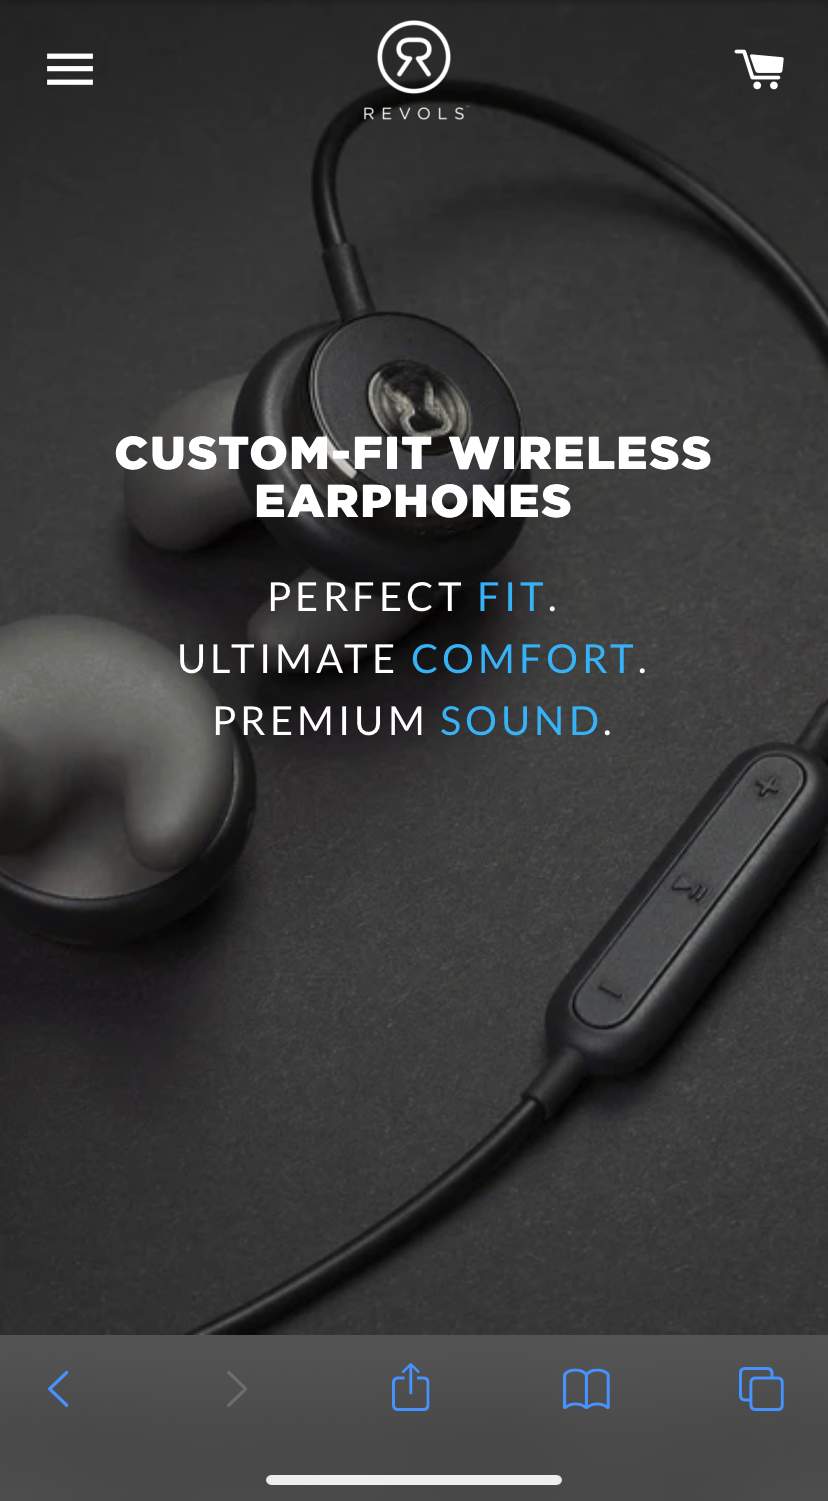 REVOLS
CUSTOM-FIT WIRELESS
EARPHONES
PERFECT FIT.
ULTIMATE COMFORT.
PREMIUM SOUND.